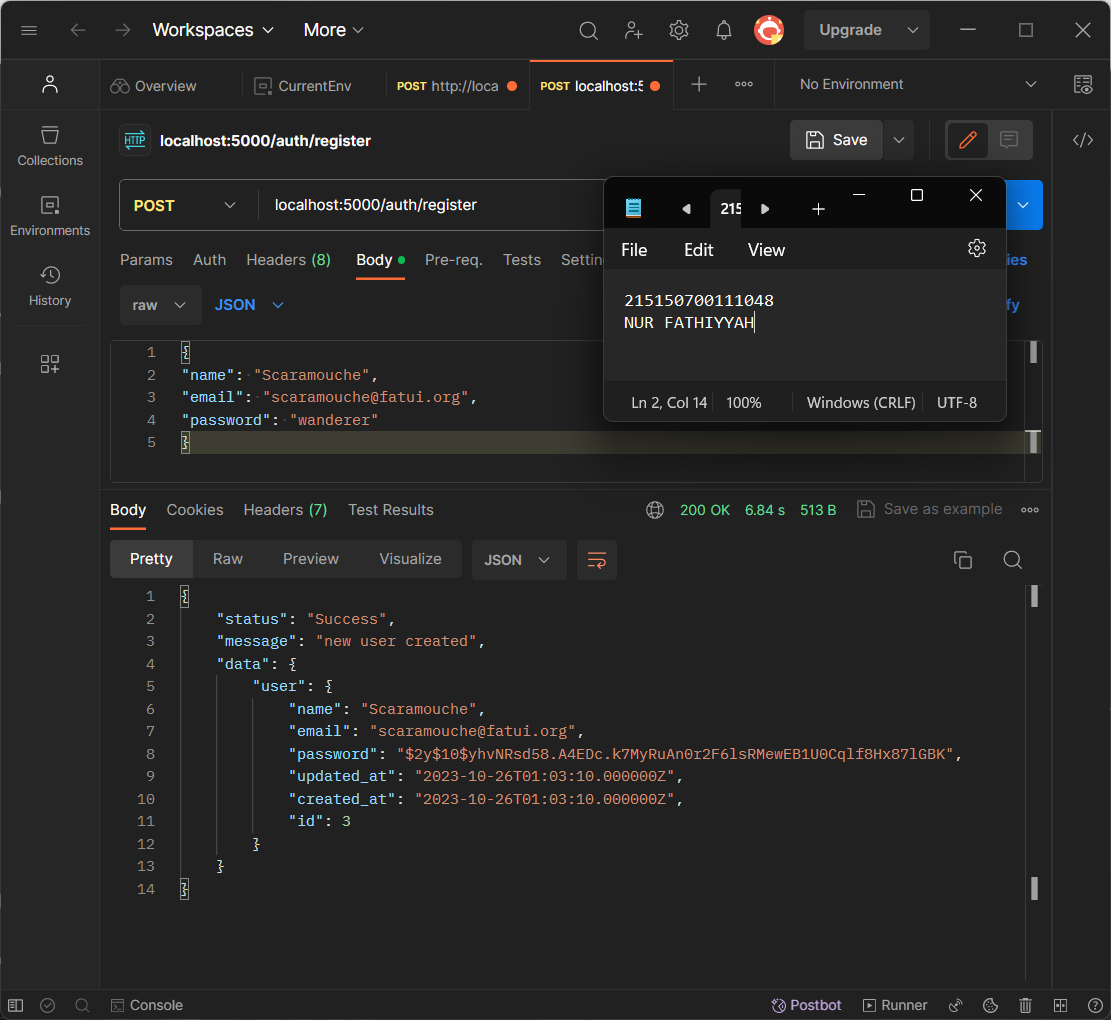 Workspaces More Upgrade
Overview CurrentEnv POST http://loca POST localhost:5 No Environment
HTTP localhost:5000/auth/register Save
Collections
Environments
History
POST localhost:5000/auth/register
Params Auth Headers (8) Body Pre-req. Tests Settin ies
raw JSON fy
215
File Edit View
215150700111048
NUR FATHIYYAH
Ln 2, Col 14 100% Windows (CRLF) UTF-8
1 {
2 "name": "Scaramouche",
3 "email": "scaramouche@fatui.org",
4 "password": "wanderer"
5 }
Body Cookies Headers (7) Test Results 200 OK 6.84 s 513 B Save as example
Pretty Raw Preview Visualize JSON
1 {
2 "status": "Success",
3 "message": "new user created",
4 "data": {
5 "user": {
6 "name": "Scaramouche",
7 "email": "scaramouche@fatui.org",
8 "password": "$2y$10$yhvNRsd58.A4EDc.k7MyRuAn0r2F6lsRMewEB1U0Cqlf8Hx87lGBK",
9 "updated_at": "2023-10-26T01:03:10.000000Z",
10 "created_at": "2023-10-26T01:03:10.000000Z",
11 "id": 3
12 }
13 }
14 }
Console Postbot Runner